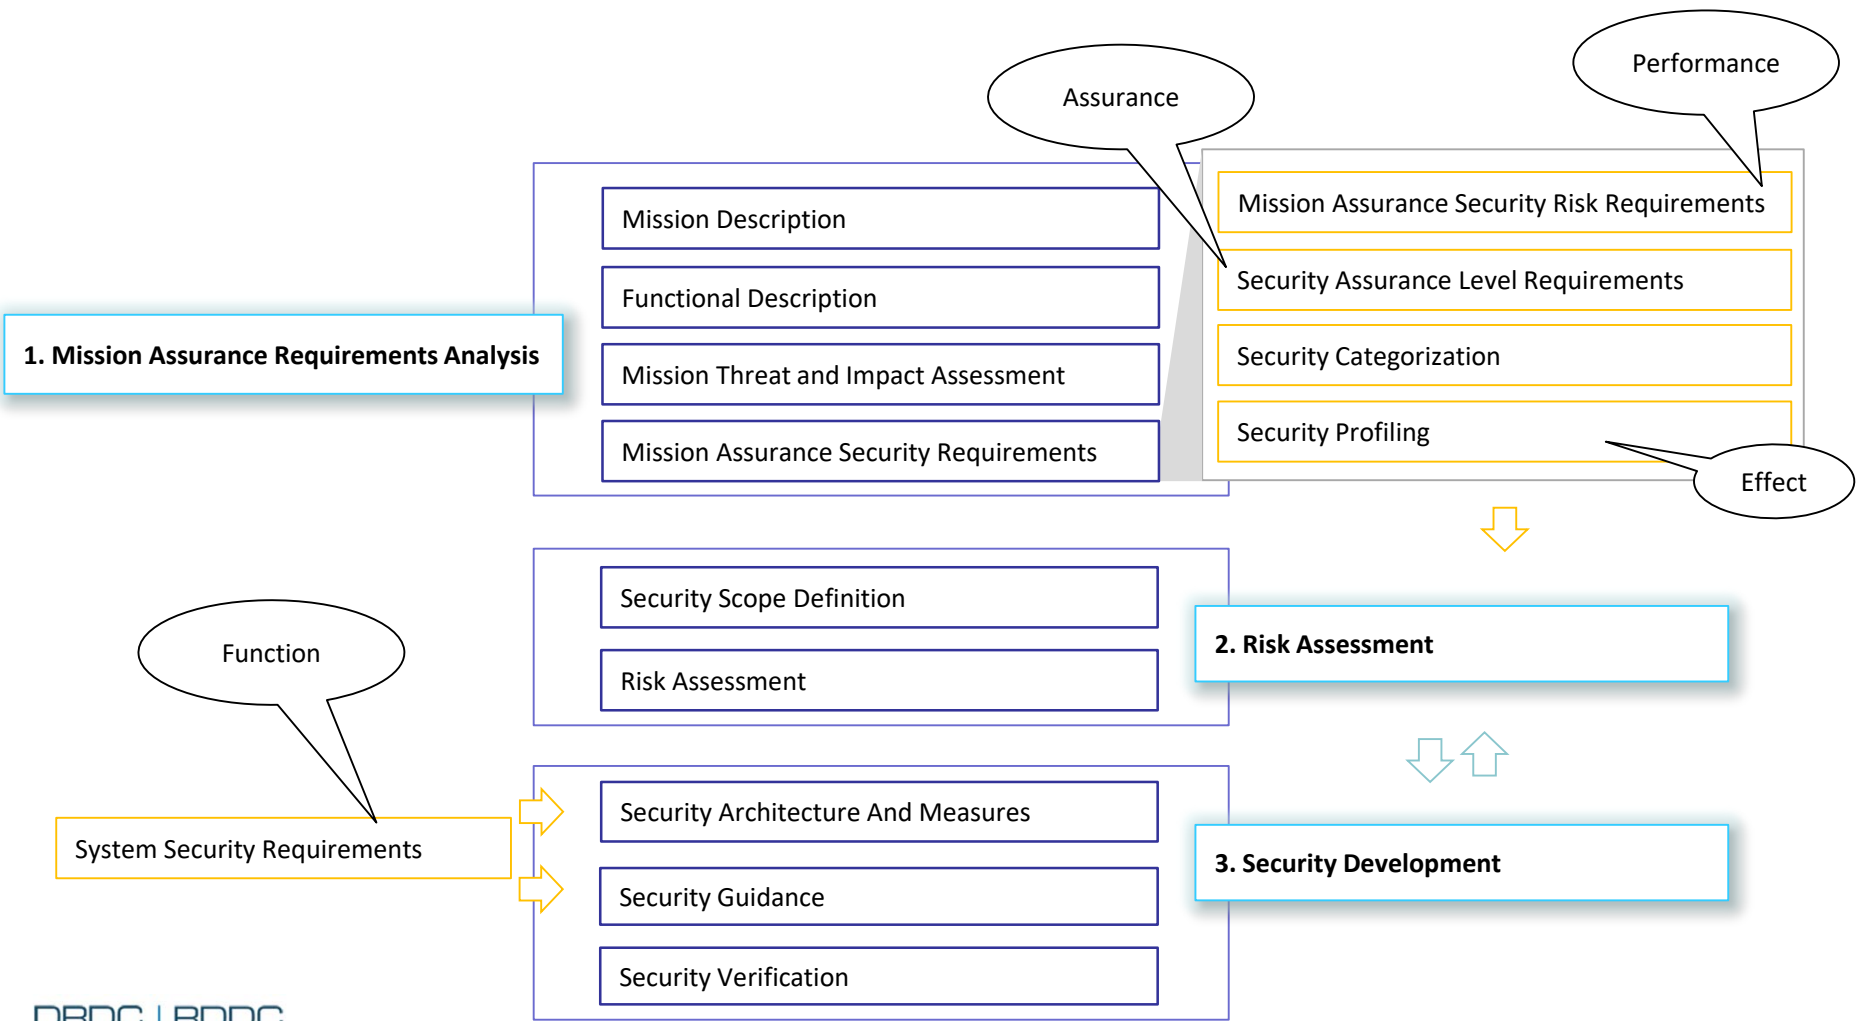 Performance
Assurance
Mission Description
Functional Description
1. Mission Assurance Requirements Analysis
Mission Threat and Impact Assessment
Mission Assurance Security Requirements
Mission Assurance Security Risk Requirements
Security Assurance Level Requirements
Security Categorization
Security Profiling
Effect
Security Scope Definition
Risk Assessment
2. Risk Assessment
Function
System Security Requirements
Security Architecture And Measures
Security Guidance
Security Verification
3. Security Development
DRDC | RDDC